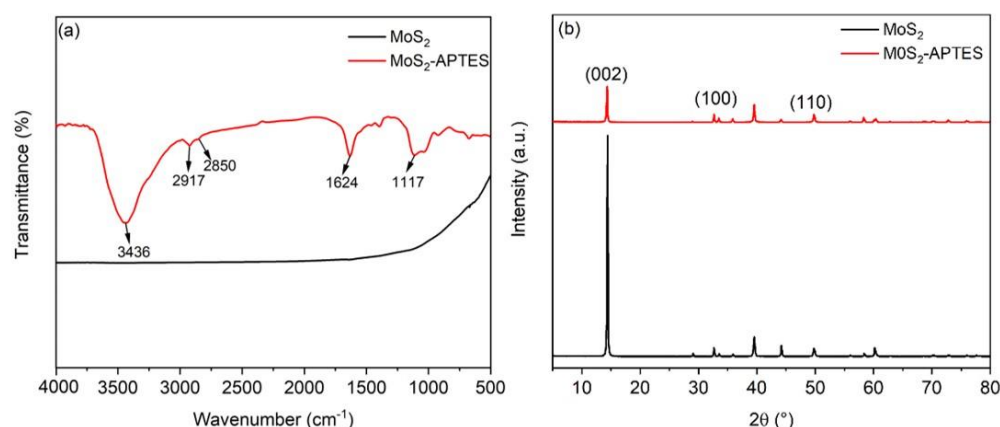 (a)
MoS2
MoS2-APTES
2917
2850
1624
1117
3436
4000 3500 3000 2500 2000 1500 1000 500
Wavenumber (cm-1)
Transmittance (%)
(b)
MoS2
M0S2-APTES
(002)
(100)
(110)
10 20 30 40 50 60 70 80
2θ (°)
Intensity (a.u.)